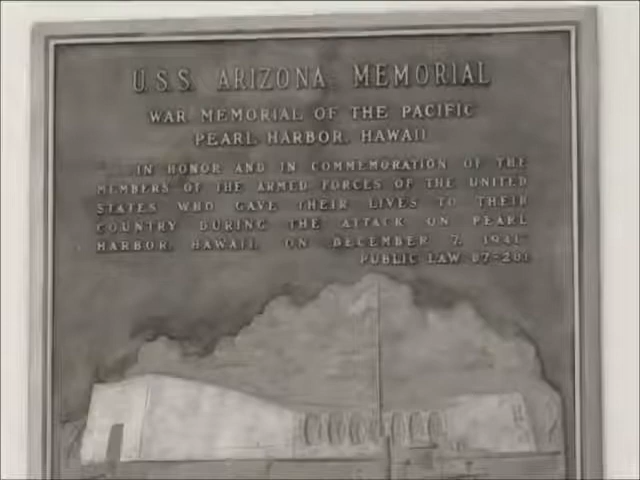 U.S.S. ARIZONA MEMORIAL
WAR MEMORIAL OF THE PACIFIC
PEARL HARBOR, HAWAII
"....IN HONOR AND IN COMMEMORATION OF THE
MEMBERS OF THE ARMED FORCES OF THE UNITED
STATES WHO GAVE THEIR LIVES TO THEIR
COUNTRY DURING THE ATTACK ON PEARL
HARBOR, HAWAII, ON DECEMBER 7, 1941"
PUBLIC LAW 87-201